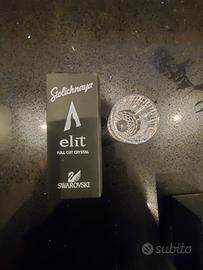 Stolichnaya
elit
FULL CUT CRYSTAL
SWAROVSKI
subito